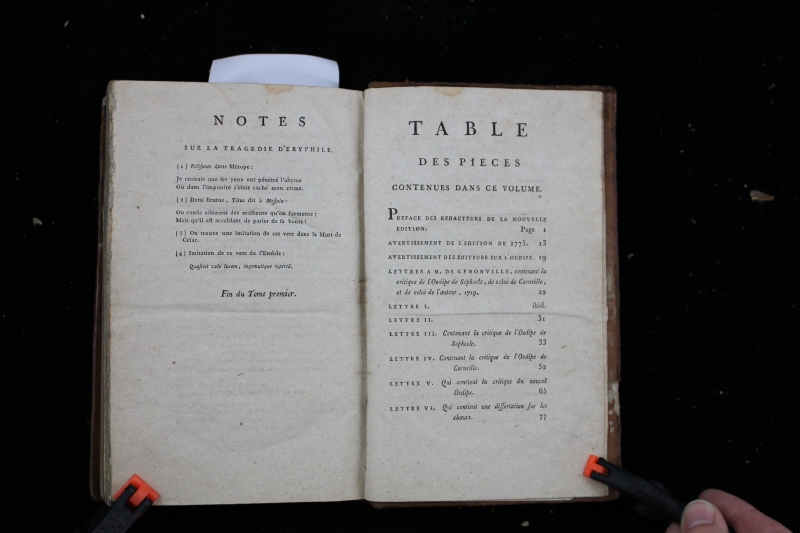 NOTES
SUR LA TRAGEDIE D'ERYPHILE.
(1) Polifonte dans Mérope:
Je croirais que ses yeux ont pénétré l'abyme
Où dans l'impunité s'était caché mon crime.
(2) Dans Brutus, Titus dit à Messala:
On confie aisément des malheurs qu'on surmonte;
Mais qu'il est accablant de parler de sa honte!
(3) On trouve une imitation de ces vers dans la Mort de
César.
(4) Imitation de ce vers de l'Enéide:
Quæsivit cœlo lucem, ingemuitque repertâ.
Fin du Tome premier.
TABLE
DES PIECES
CONTENUES DANS CE VOLUME.
PREFACE DES REDACTEURS DE LA NOUVELLE
EDITION. Page 1
AVERTISSEMENT DE L'EDITION DE 1775. 13
AVERTISSEMENT DES EDITEURS SUR L'OEDIPE. 19
LETTRES A M. DE GENONVILLE, contenant la
critique de l'Oedipe de Sophocle, de celui de Corneille,
et de celui de l'auteur, 1719. 22
LETTRE I. ibid.
LETTRE II. 31
LETTRE III. Contenant la critique de l'Oedipe de
Sophocle. 33
LETTRE IV. Contenant la critique de l'Oedipe de
Corneille. 52
LETTRE V. Qui contient la critique du nouvel
Oedipe. 65
LETTRE VI. Qui contient une dissertation sur les
chœurs. 77